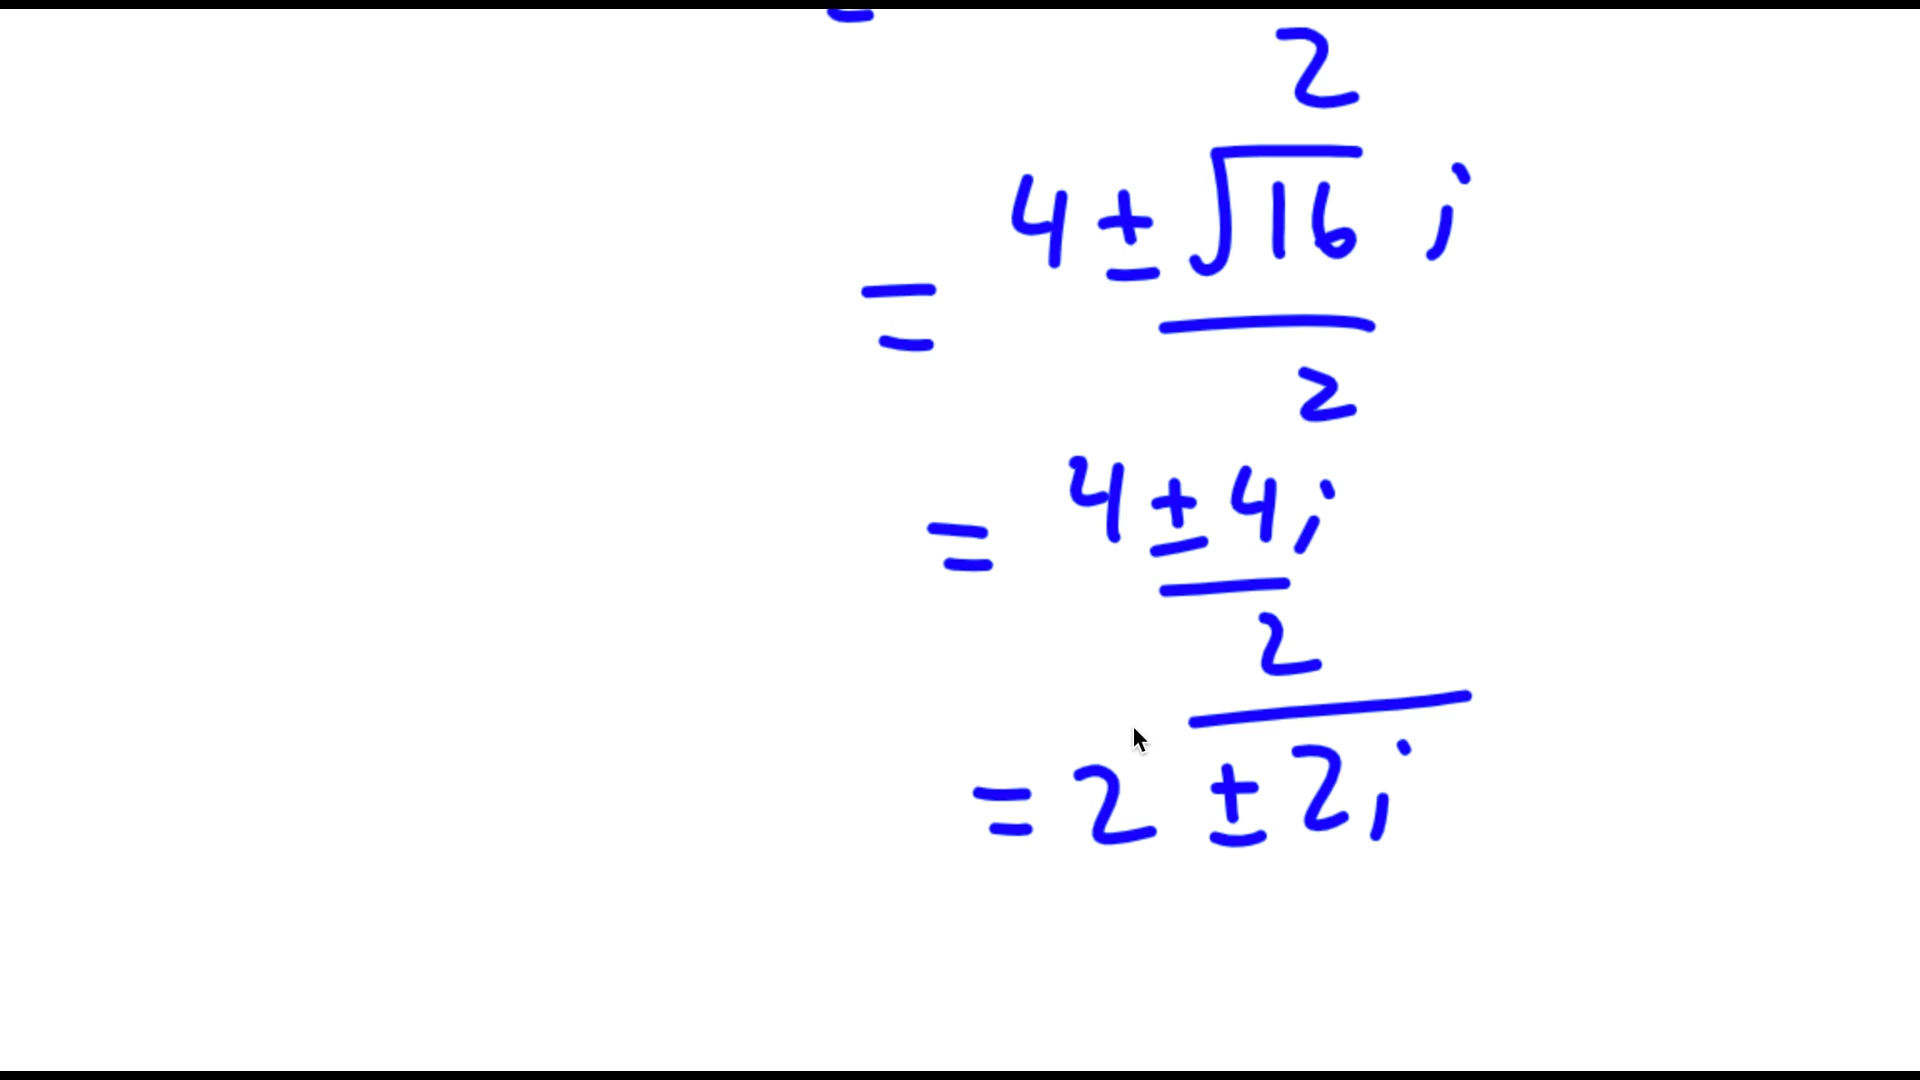 2
= 4 ± √16 i
2
= 4 ± 4i
2
= 2 ± 2i